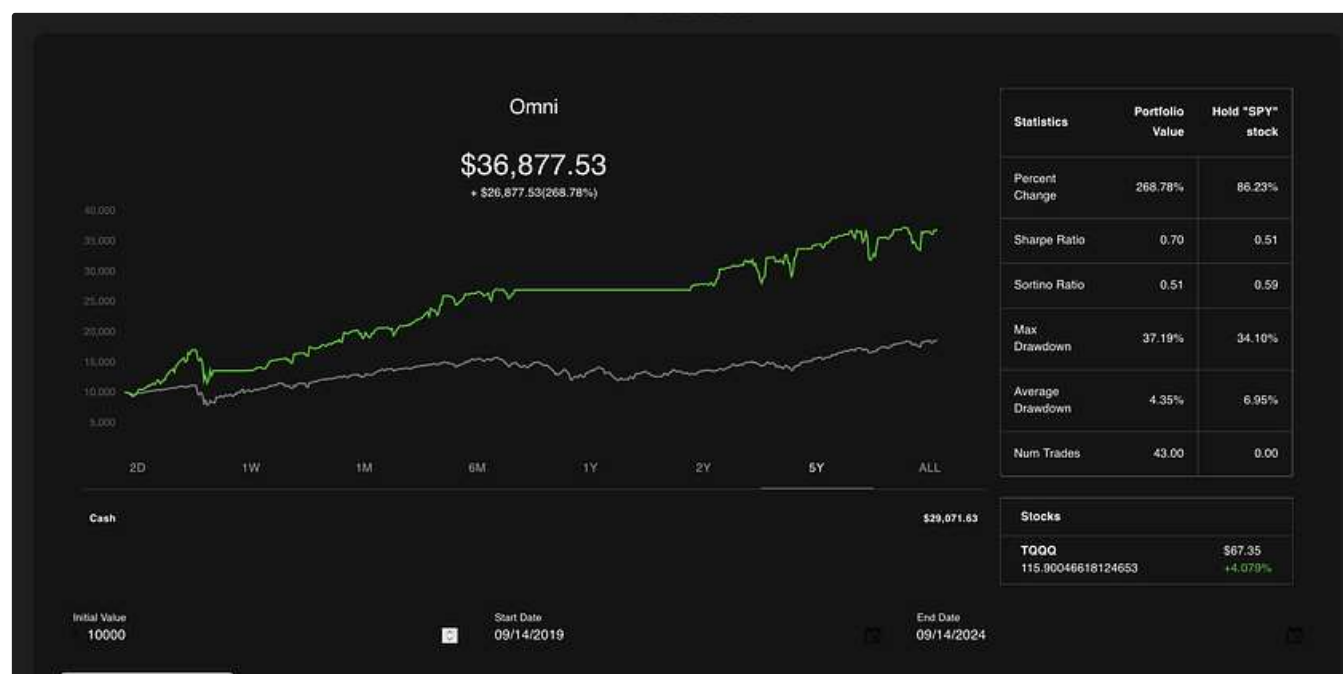 Omni
$36,877.53
+ $26,877.53(268.78%)
40,000
35,000
30,000
25,000
20,000
15,000
10,000
5,000
2D 1W 1M 6M 1Y 2Y 5Y ALL
Cash $29,071.63
Statistics Portfolio Value Hold "SPY" stock
Percent Change 268.78% 86.23%
Sharpe Ratio 0.70 0.51
Sortino Ratio 0.51 0.59
Max Drawdown 37.19% 34.10%
Average Drawdown 4.35% 6.95%
Num Trades 43.00 0.00
Stocks
TQQQ $67.35
115.90046618124653 +4.079%
Initial Value Start Date End Date
10000 09/14/2019 09/14/2024